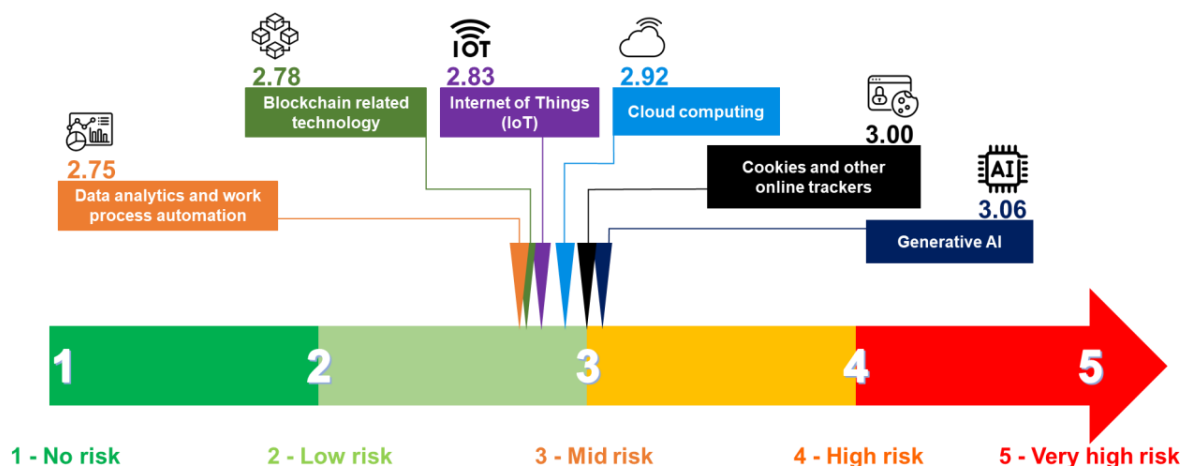 IOT
2.78
2.83
2.92
Blockchain related
technology
Internet of Things
(IoT)
Cloud computing
2.75
3.00
Data analytics and work
process automation
Cookies and other
online trackers
AI
3.06
Generative AI
1
2
3
4
5
1 - No risk
2 - Low risk
3 - Mid risk
4 - High risk
5 - Very high risk